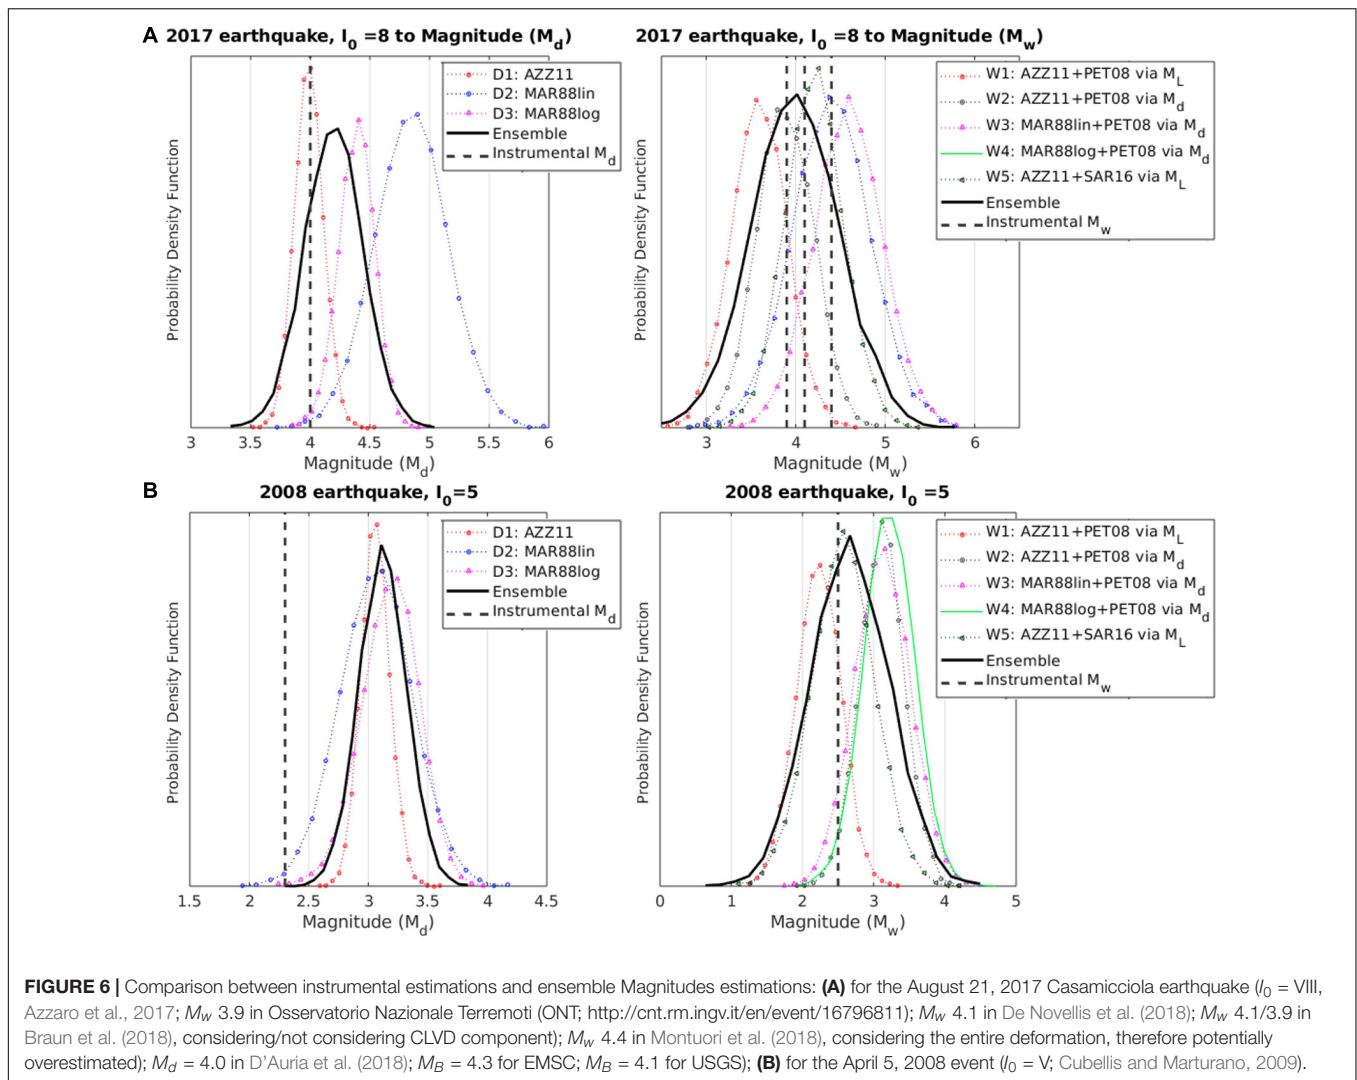 A 2017 earthquake, I0 =8 to Magnitude (Md)
Probability Density Function
D1: AZZ11
D2: MAR88lin
D3: MAR88log
Ensemble
Instrumental Md
3 3.5 4 4.5 5 5.5 6
Magnitude (Md)
2017 earthquake, I0 =8 to Magnitude (Mw)
Probability Density Function
W1: AZZ11+PET08 via ML
W2: AZZ11+PET08 via Md
W3: MAR88lin+PET08 via Md
W4: MAR88log+PET08 via Md
W5: AZZ11+SAR16 via ML
Ensemble
Instrumental Mw
3 4 5 6
Magnitude (Mw)
B 2008 earthquake, I0=5
Probability Density Function
D1: AZZ11
D2: MAR88lin
D3: MAR88log
Ensemble
Instrumental Md
1.5 2 2.5 3 3.5 4 4.5
Magnitude (Md)
2008 earthquake, I0 =5
Probability Density Function
W1: AZZ11+PET08 via ML
W2: AZZ11+PET08 via Md
W3: MAR88lin+PET08 via Md
W4: MAR88log+PET08 via Md
W5: AZZ11+SAR16 via ML
Ensemble
Instrumental Mw
0 1 2 3 4 5
Magnitude (Mw)
FIGURE 6 | Comparison between instrumental estimations and ensemble Magnitudes estimations: (A) for the August 21, 2017 Casamicciola earthquake (I0 = VIII,
Azzaro et al., 2017; Mw 3.9 in Osservatorio Nazionale Terremoti (ONT; http://cnt.rm.ingv.it/en/event/16796811); Mw 4.1 in De Novellis et al. (2018); Mw 4.1/3.9 in
Braun et al. (2018), considering/not considering CLVD component); Mw 4.4 in Montuori et al. (2018), considering the entire deformation, therefore potentially
overestimated); Md = 4.0 in D'Auria et al. (2018); MB = 4.3 for EMSC; MB = 4.1 for USGS); (B) for the April 5, 2008 event (I0 = V; Cubellis and Marturano, 2009).